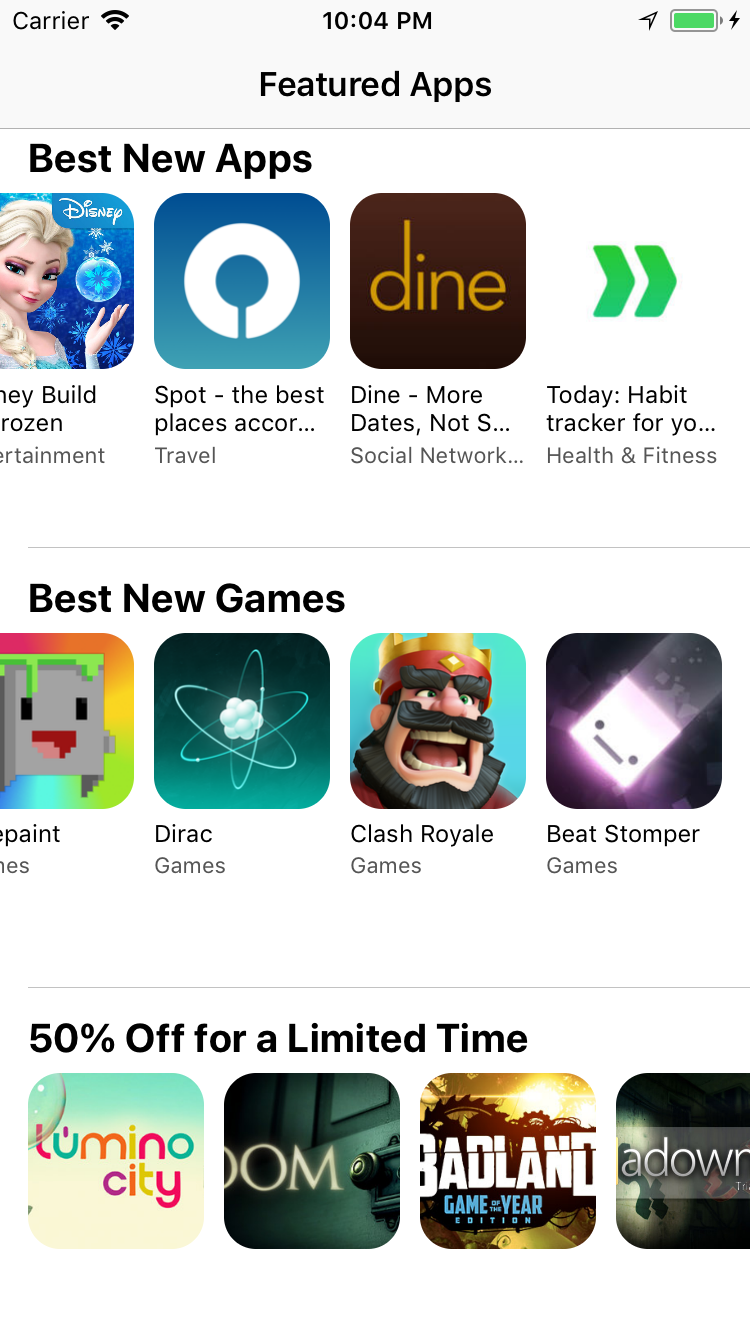 Carrier 10:04 PM
Featured Apps
Best New Apps
Disney
dine
ney Build
rozen
ertainment
Spot - the best
places accor...
Travel
Dine - More
Dates, Not S...
Social Network...
Today: Habit
tracker for yo...
Health & Fitness
Best New Games
epaint
nes
Dirac
Games
Clash Royale
Games
Beat Stomper
Games
50% Off for a Limited Time
lumino
city
OOM
BADLAND
GAME OF THE YEAR
EDITION
adown